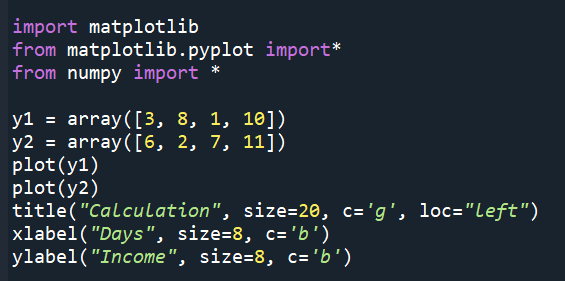 import matplotlib
from matplotlib.pyplot import*
from numpy import *
y1 = array([3, 8, 1, 10])
y2 = array([6, 2, 7, 11])
plot(y1)
plot(y2)
title("Calculation", size=20, c='g', loc="left")
xlabel("Days", size=8, c='b')
ylabel("Income", size=8, c='b')